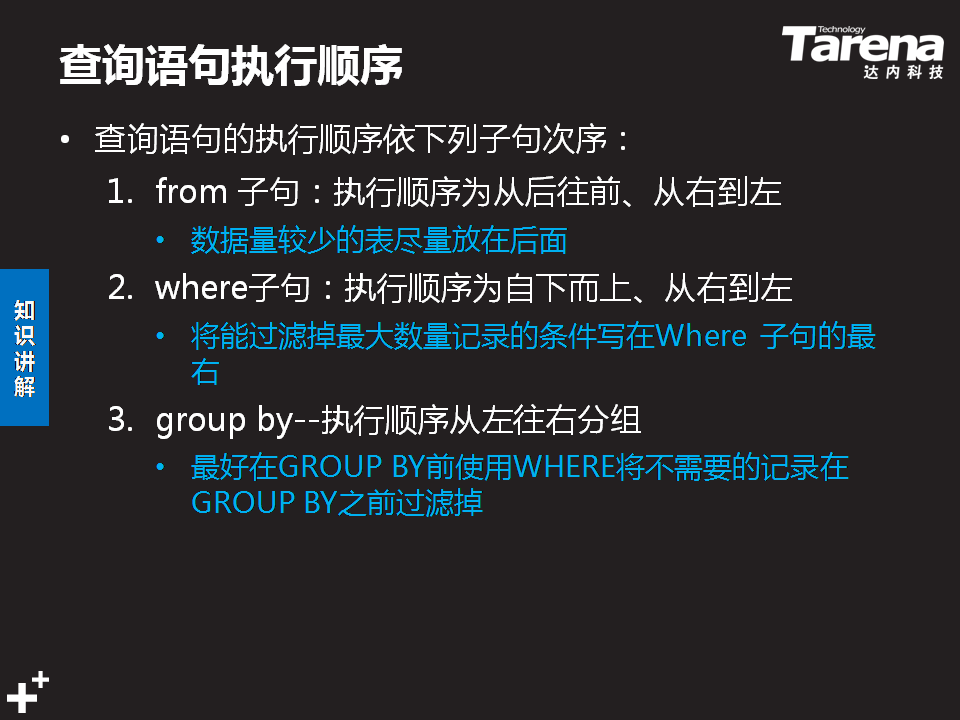 查询语句执行顺序
Technology
Tarena
达内科技
• 查询语句的执行顺序依下列子句次序：
1. from 子句：执行顺序为从后往前、从右到左
• 数据量较少的表尽量放在后面
2. where子句：执行顺序为自下而上、从右到左
• 将能过滤掉最大数量记录的条件写在Where 子句的最
右
3. group by--执行顺序从左往右分组
• 最好在GROUP BY前使用WHERE将不需要的记录在
GROUP BY之前过滤掉
知
识
讲
解